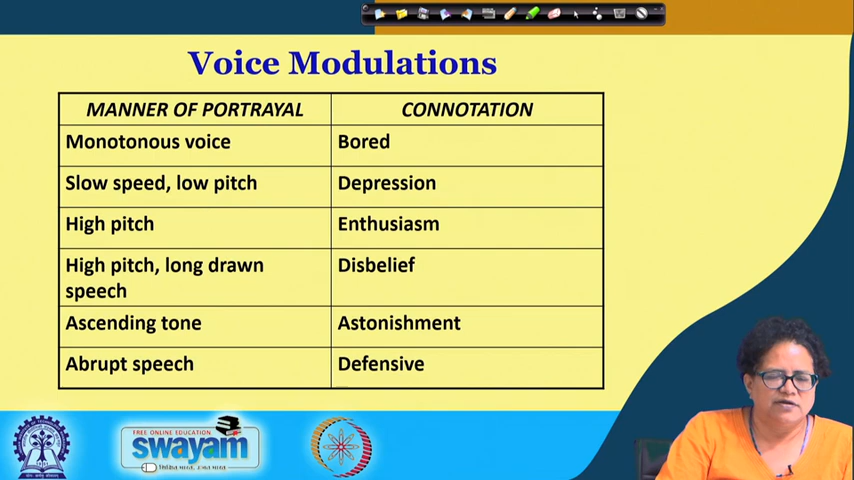 Voice Modulations
MANNER OF PORTRAYAL CONNOTATION
Monotonous voice Bored
Slow speed, low pitch Depression
High pitch Enthusiasm
High pitch, long drawn Disbelief
speech
Ascending tone Astonishment
Abrupt speech Defensive
FREE ONLINE EDUCATION
swayam